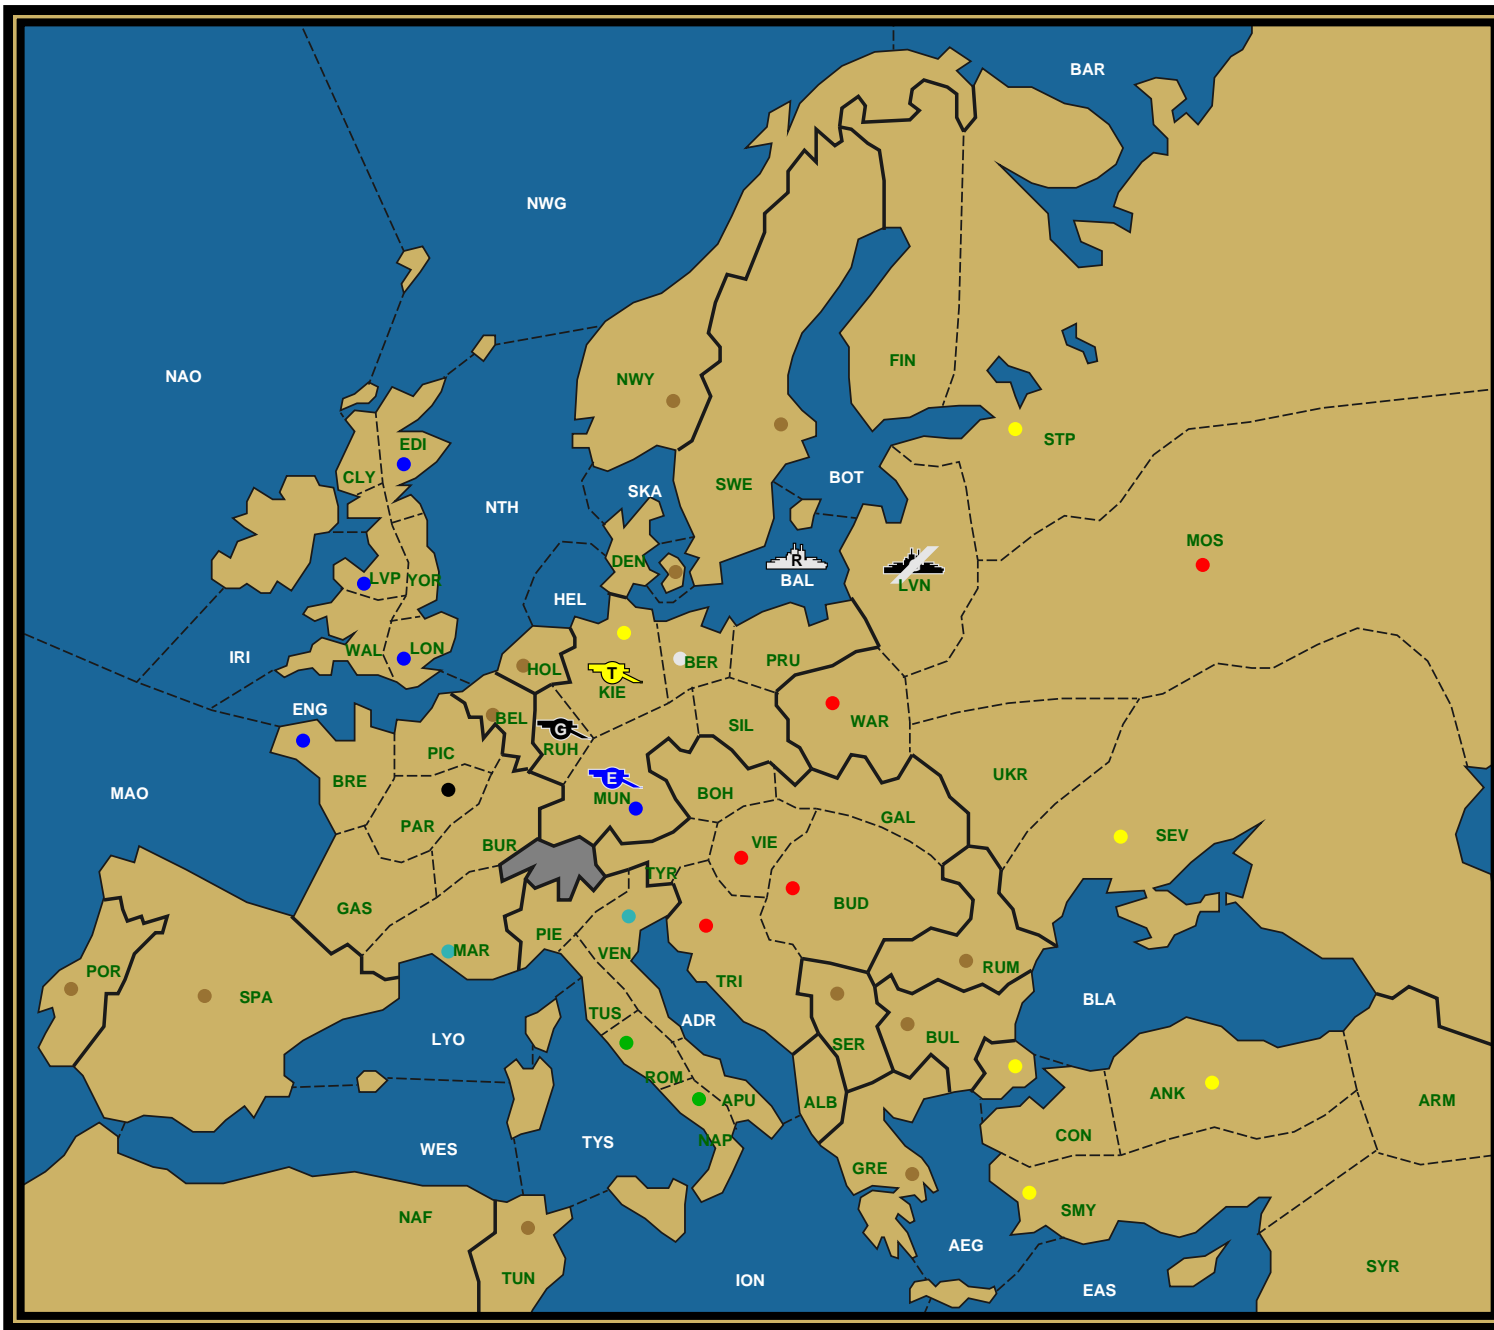 BAR
NWG
NAO
FIN
NWY
EDI
STP
CLY
SWE
BOT
SKA
NTH
MOS
DEN
R
BAL
LVN
LVP
YOR
HEL
IRI
WAL
LON
HOL
T
KIE
BER
PRU
ENG
BEL
G
RUH
WAR
SIL
PIC
BRE
UKR
E
MUN
BOH
MAO
PAR
GAL
SEV
BUR
VIE
TYR
BUD
GAS
PIE
VEN
MAR
POR
SPA
TRI
RUM
BLA
TUS
ADR
LYO
BUL
SER
ROM
APU
ALB
ANK
ARM
CON
NAP
TYS
WES
GRE
SMY
NAF
AEG
SYR
TUN
ION
EAS